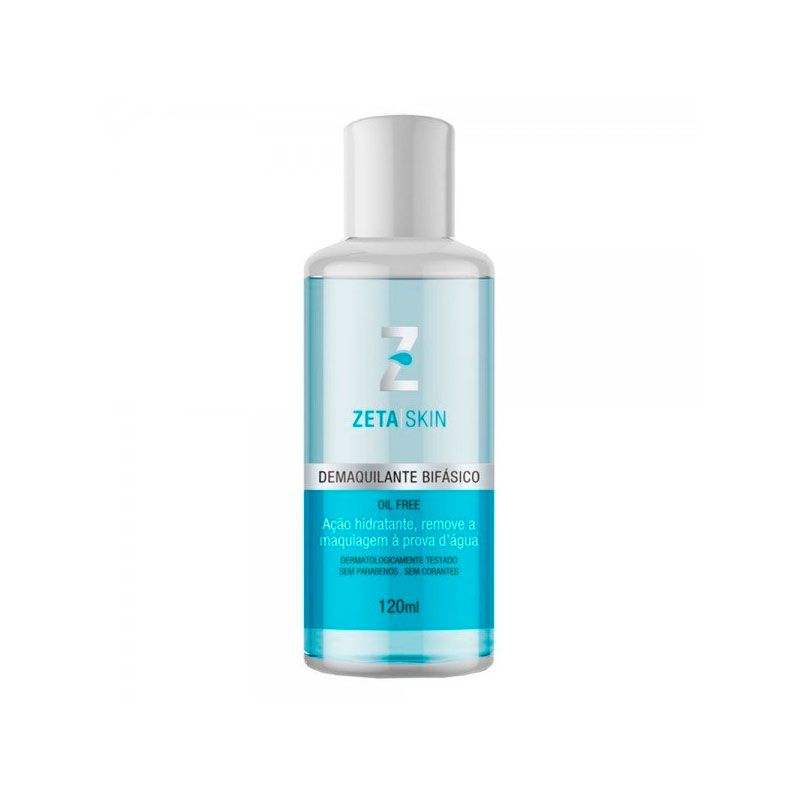 Z
ZETA|SKIN
DEMAQUILANTE BIFÁSICO
OIL FREE
Ação hidratante, remove a
maquiagem à prova d'água
DERMATOLOGICAMENTE TESTADO
SEM PARABENOS . SEM CORANTES
120ml